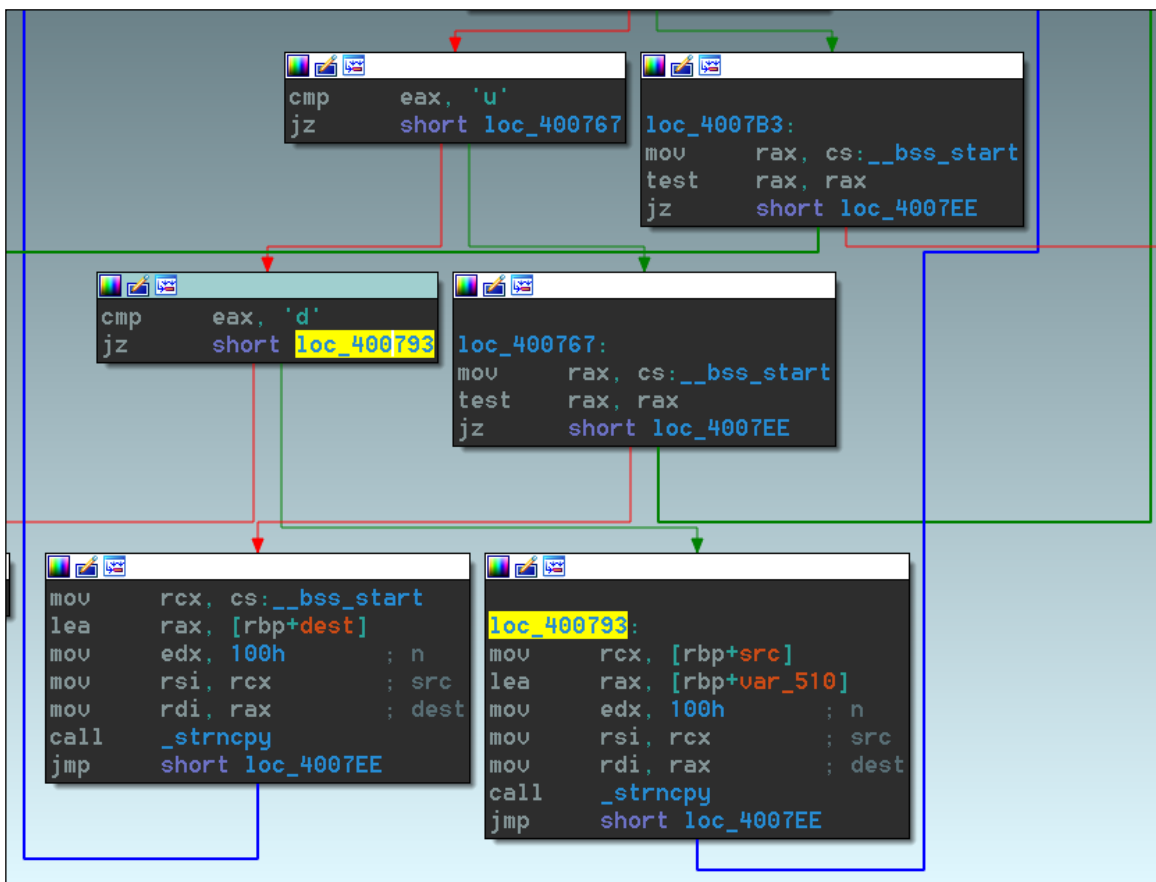 cmp eax, 'u'
jz short loc_400767
loc_4007B3:
mov rax, cs:__bss_start
test rax, rax
jz short loc_4007EE
cmp eax, 'd'
jz short loc_400793
loc_400767:
mov rax, cs:__bss_start
test rax, rax
jz short loc_4007EE
mov rcx, cs:__bss_start
lea rax, [rbp+dest]
mov edx, 100h ; n
mov rsi, rcx ; src
mov rdi, rax ; dest
call _strncpy
jmp short loc_4007EE
loc_400793:
mov rcx, [rbp+src]
lea rax, [rbp+var_510]
mov edx, 100h ; n
mov rsi, rcx ; src
mov rdi, rax ; dest
call _strncpy
jmp short loc_4007EE